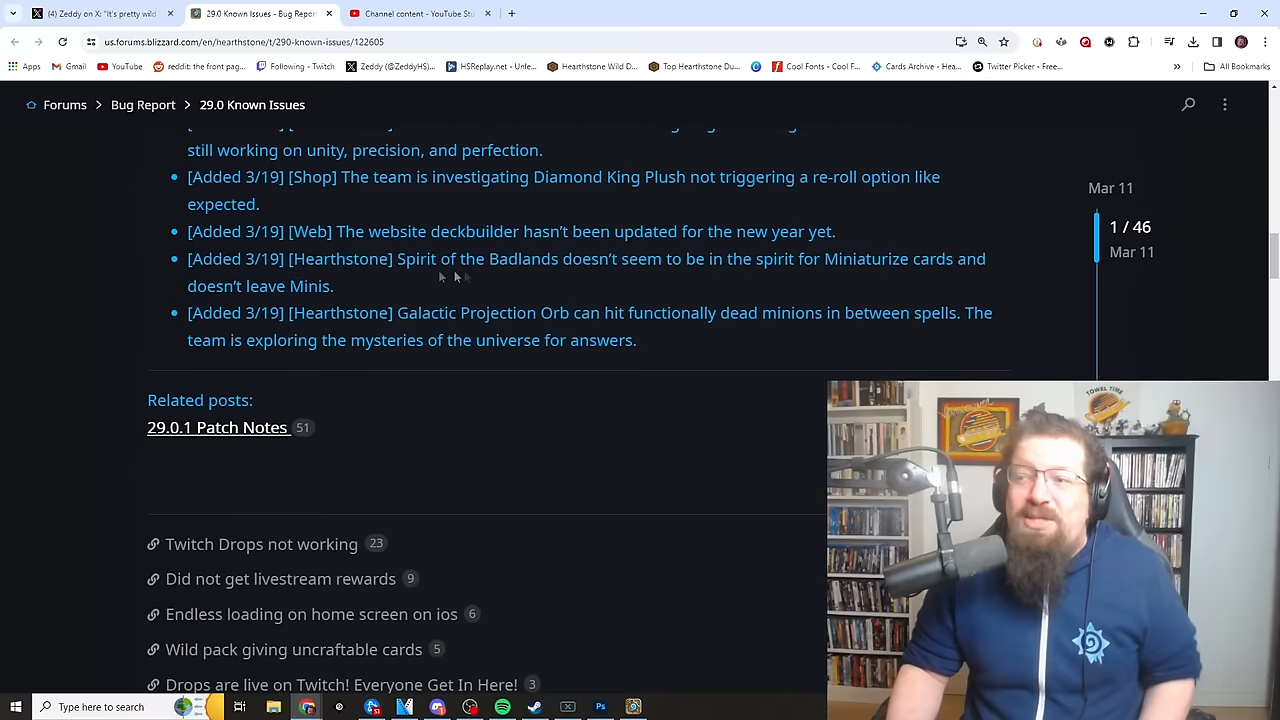 (4) Zeddy on X: "It's pretty wild
29.0 Known Issues - Bug Repor
Channel content - YouTube Stu
us.forums.blizzard.com/en/hearthstone/t/290-known-issues/122605
Apps
Gmail
YouTube
reddit: the front pag...
Following - Twitch
Zeddy (@ZeddyHS)...
HSReplay.net - Unle...
Hearthstone Wild D...
Top Hearthstone Du...
Cool Fonts - Cool F...
Cards Archive - Hea...
Twitter Picker - Free...
All Bookmarks
Forums > Bug Report > 29.0 Known Issues
still working on unity, precision, and perfection.
[Added 3/19] [Shop] The team is investigating Diamond King Plush not triggering a re-roll option like
expected.
[Added 3/19] [Web] The website deckbuilder hasn't been updated for the new year yet.
[Added 3/19] [Hearthstone] Spirit of the Badlands doesn't seem to be in the spirit for Miniaturize cards and
doesn't leave Minis.
[Added 3/19] [Hearthstone] Galactic Projection Orb can hit functionally dead minions in between spells. The
team is exploring the mysteries of the universe for answers.
Mar 11
1 / 46
Mar 11
Related posts:
29.0.1 Patch Notes 51
Twitch Drops not working 23
Did not get livestream rewards 9
Endless loading on home screen on ios 6
Wild pack giving uncraftable cards 5
Drops are live on Twitch! Everyone Get In Here! 3
TOWEL TIME
Type here to search